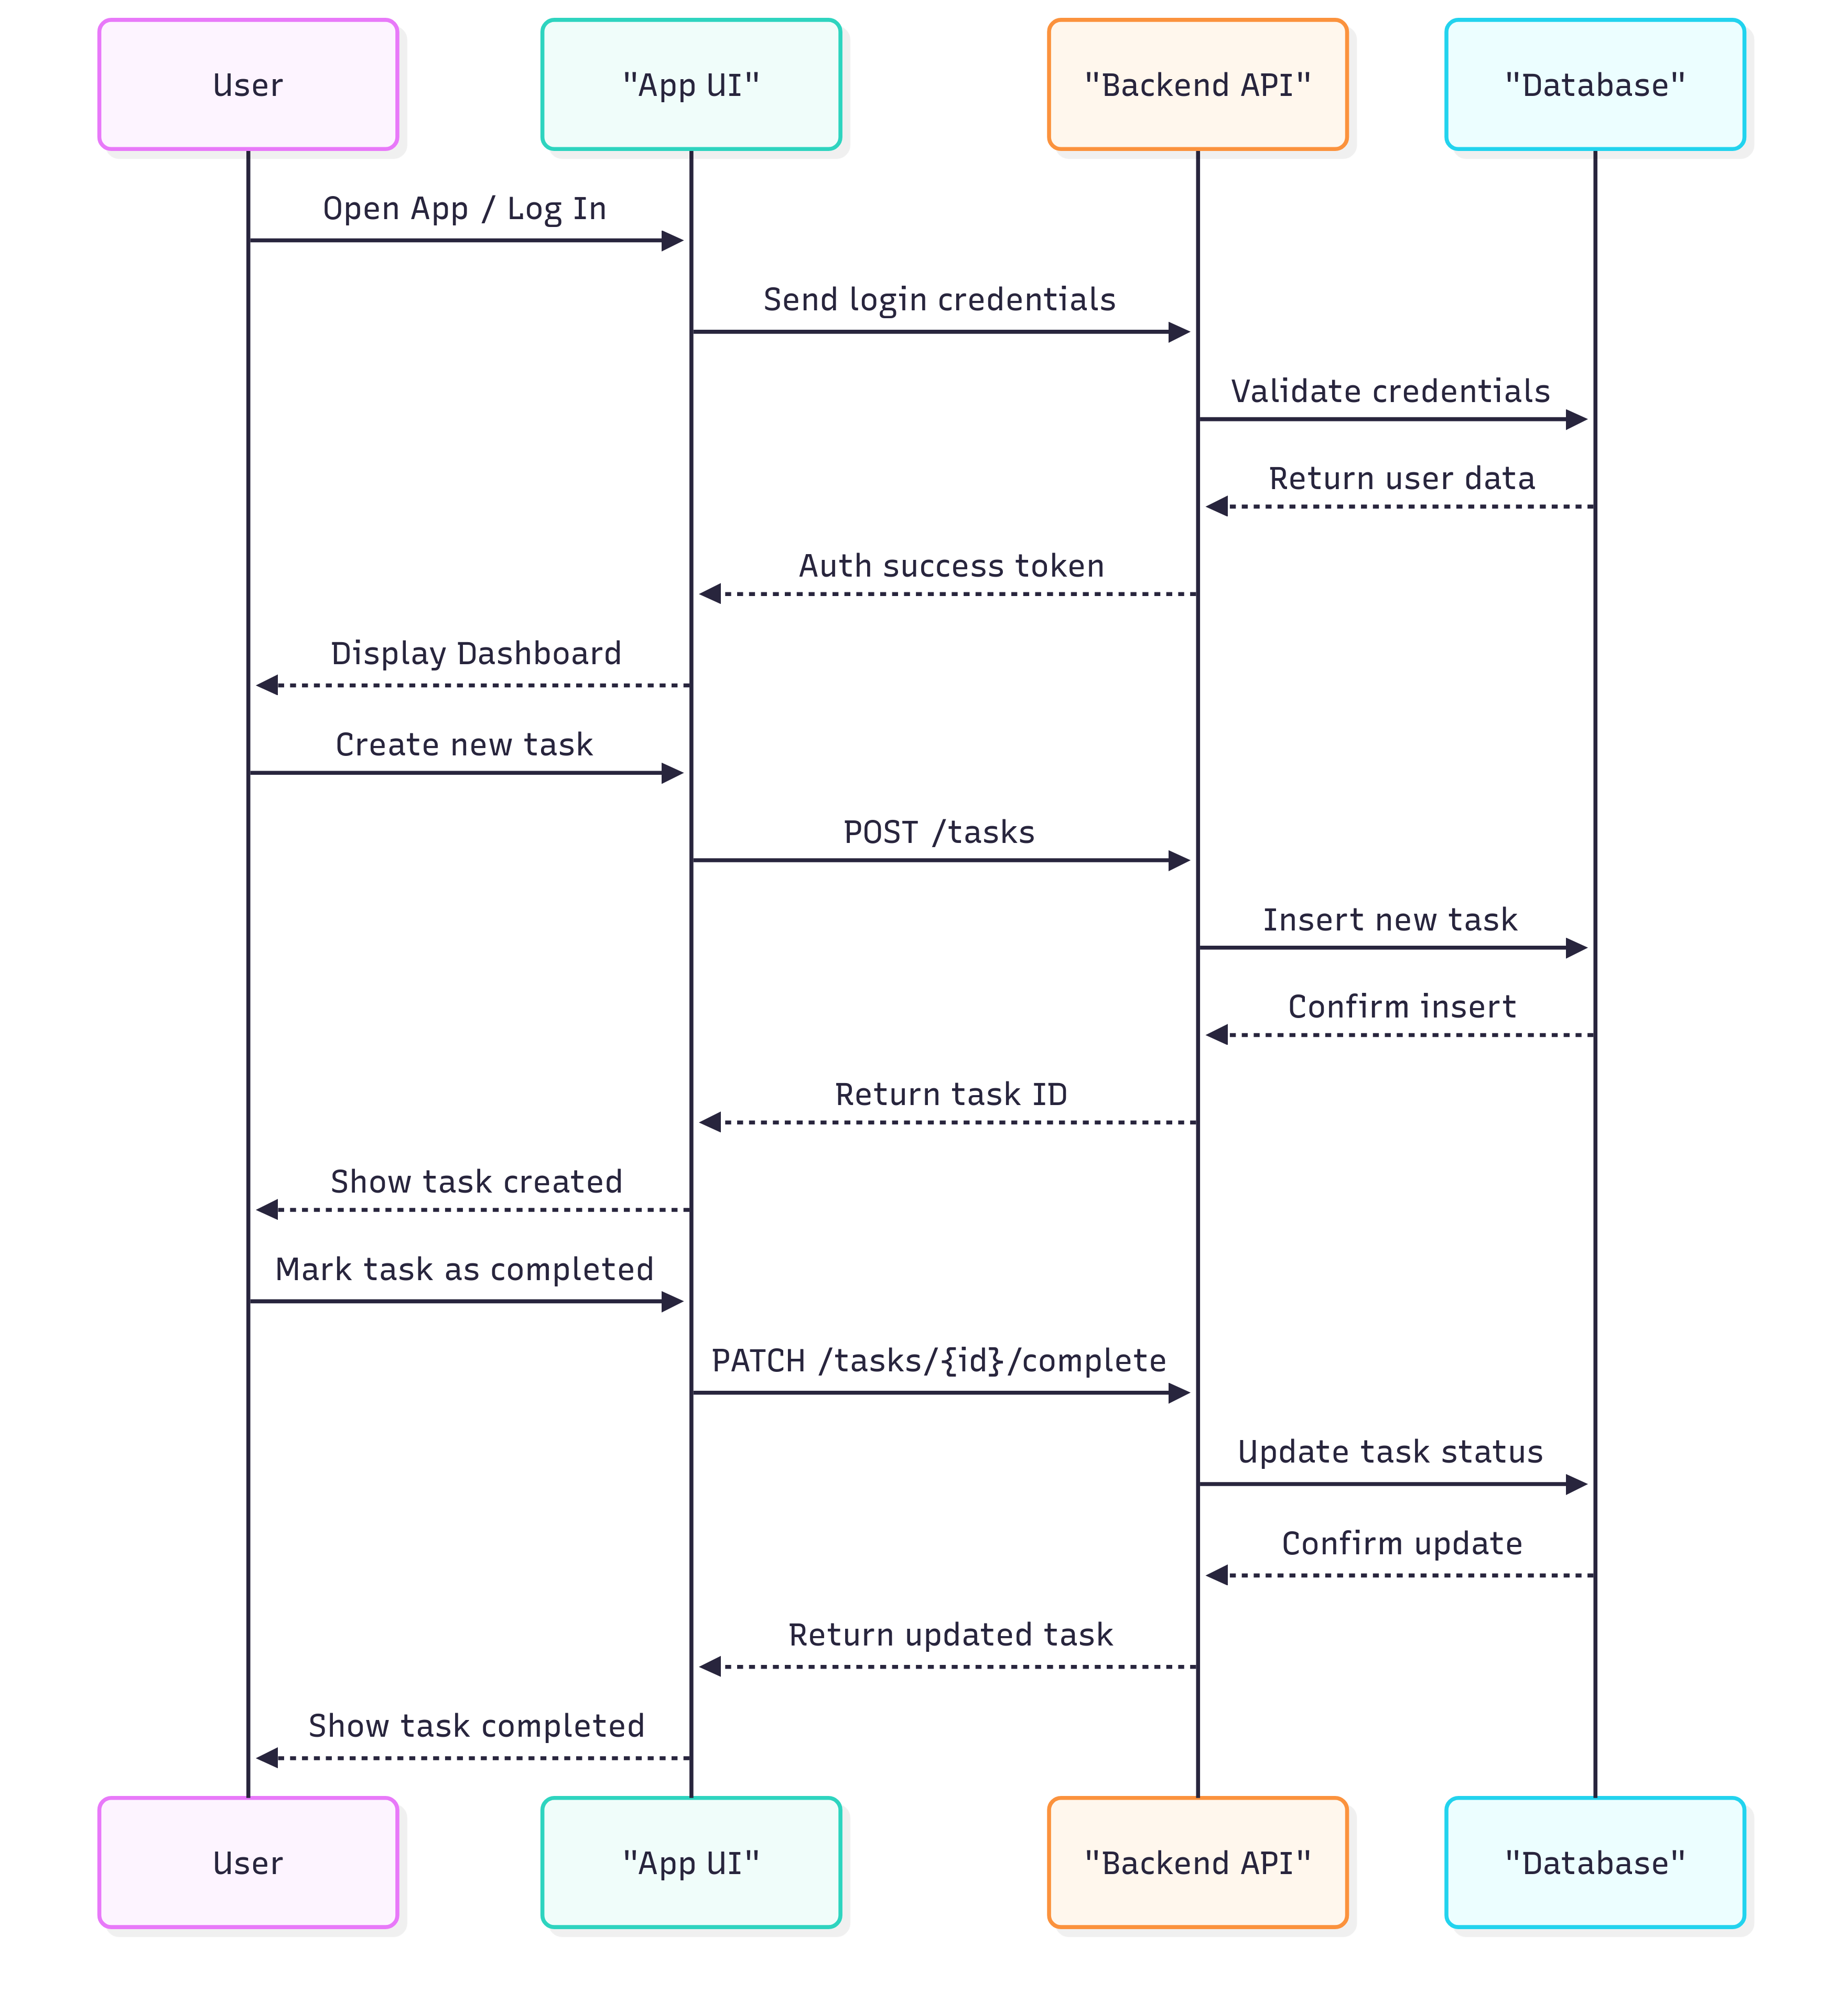 User
"App UI"
"Backend API"
"Database"
Open App / Log In
Send login credentials
Validate credentials
Return user data
Auth success token
Display Dashboard
Create new task
POST /tasks
Insert new task
Confirm insert
Return task ID
Show task created
Mark task as completed
PATCH /tasks/{id}/complete
Update task status
Confirm update
Return updated task
Show task completed
User
"App UI"
"Backend API"
"Database"